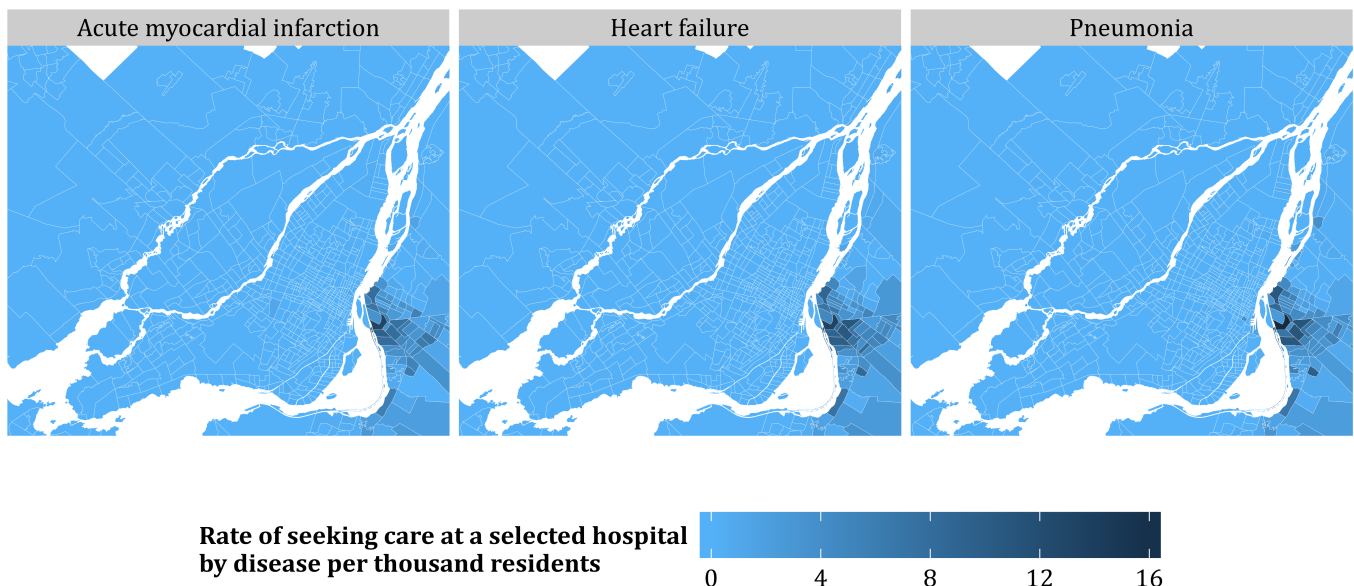 Acute myocardial infarction
Heart failure
Pneumonia
Rate of seeking care at a selected hospital
by disease per thousand residents
0 4 8 12 16